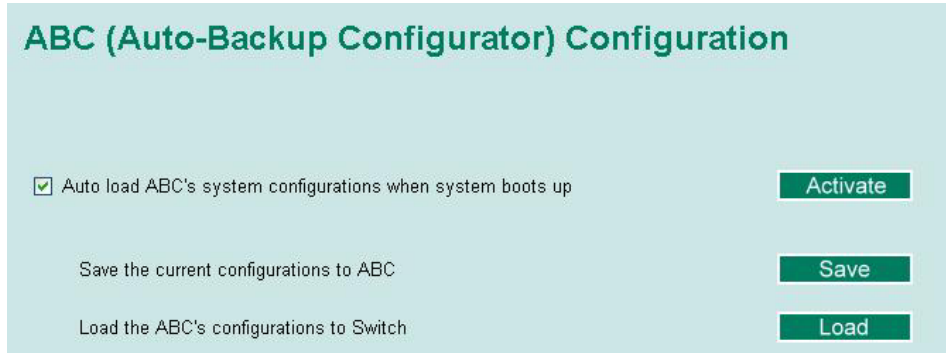 ABC (Auto-Backup Configurator) Configuration
Auto load ABC's system configurations when system boots up Activate
Save the current configurations to ABC Save
Load the ABC's configurations to Switch Load